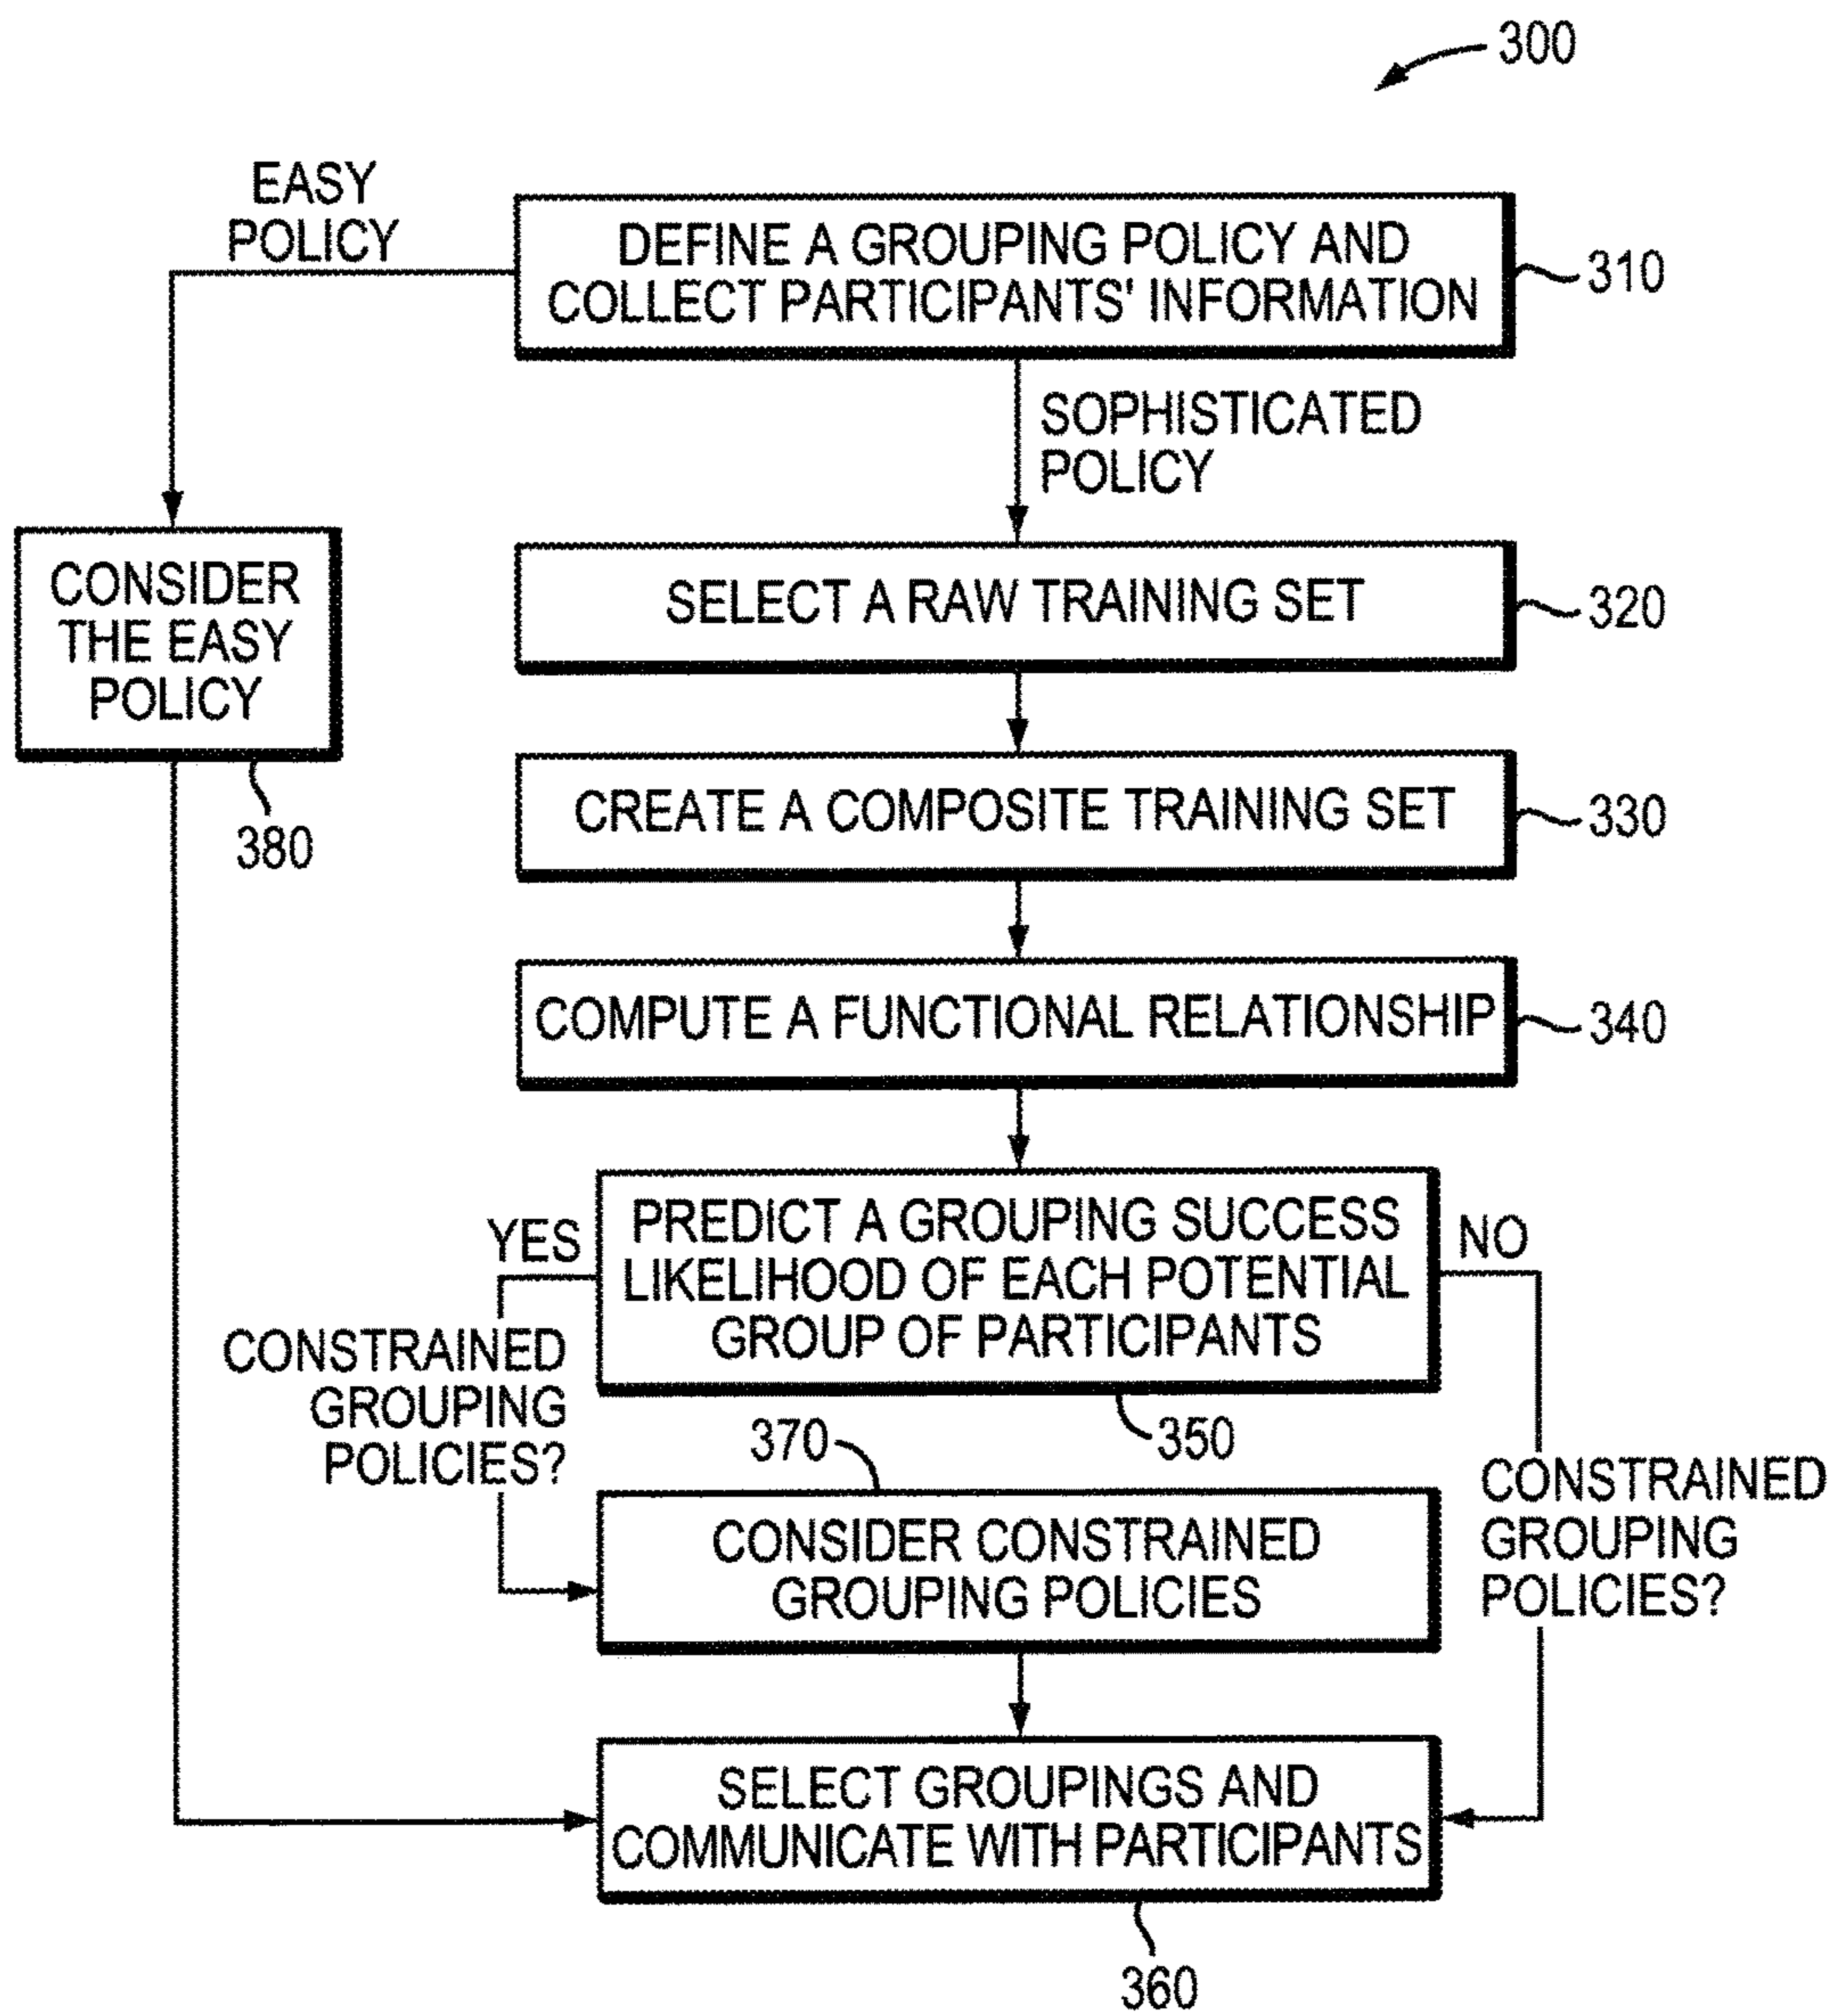 300
EASY
POLICY
DEFINE A GROUPING POLICY AND
COLLECT PARTICIPANTS' INFORMATION
310
SOPHISTICATED
POLICY
CONSIDER
THE EASY
POLICY
380
SELECT A RAW TRAINING SET
320
CREATE A COMPOSITE TRAINING SET
330
COMPUTE A FUNCTIONAL RELATIONSHIP
340
PREDICT A GROUPING SUCCESS
LIKELIHOOD OF EACH POTENTIAL
GROUP OF PARTICIPANTS
350
YES
CONSTRAINED
GROUPING
POLICIES?
NO
CONSTRAINED
GROUPING
POLICIES?
370
CONSIDER CONSTRAINED
GROUPING POLICIES
SELECT GROUPINGS AND
COMMUNICATE WITH PARTICIPANTS
360